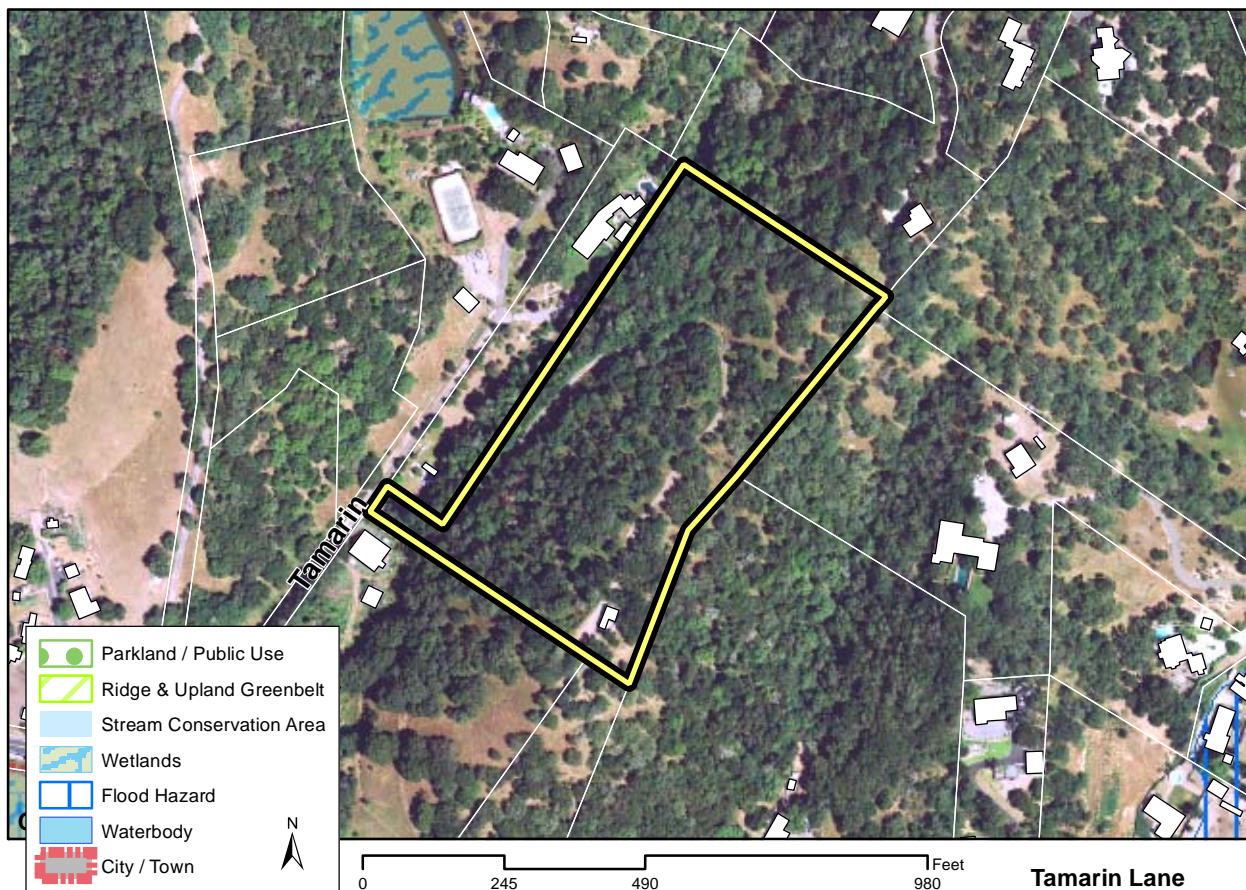 Tamarin
Parkland / Public Use
Ridge & Upland Greenbelt
Stream Conservation Area
Wetlands
Flood Hazard
Waterbody
City / Town
N
Feet
0 245 490 980
Tamarin Lane